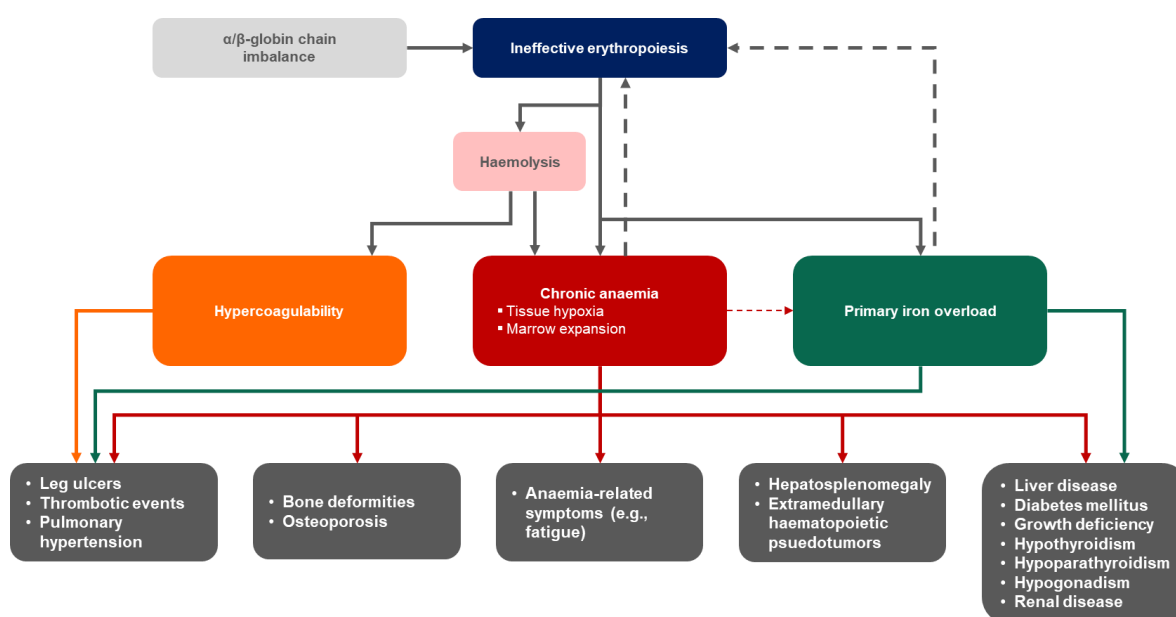 α/β-globin chain
imbalance
Ineffective erythropoiesis
Haemolysis
Hypercoagulability
Chronic anaemia
▪ Tissue hypoxia
▪ Marrow expansion
Primary iron overload
• Leg ulcers
• Thrombotic events
• Pulmonary
hypertension
• Bone deformities
• Osteoporosis
• Anaemia-related
symptoms (e.g.,
fatigue)
• Hepatosplenomegaly
• Extramedullary
haematopoietic
psuedotumors
• Liver disease
• Diabetes mellitus
• Growth deficiency
• Hypothyroidism
• Hypoparathyroidism
• Hypogonadism
• Renal disease